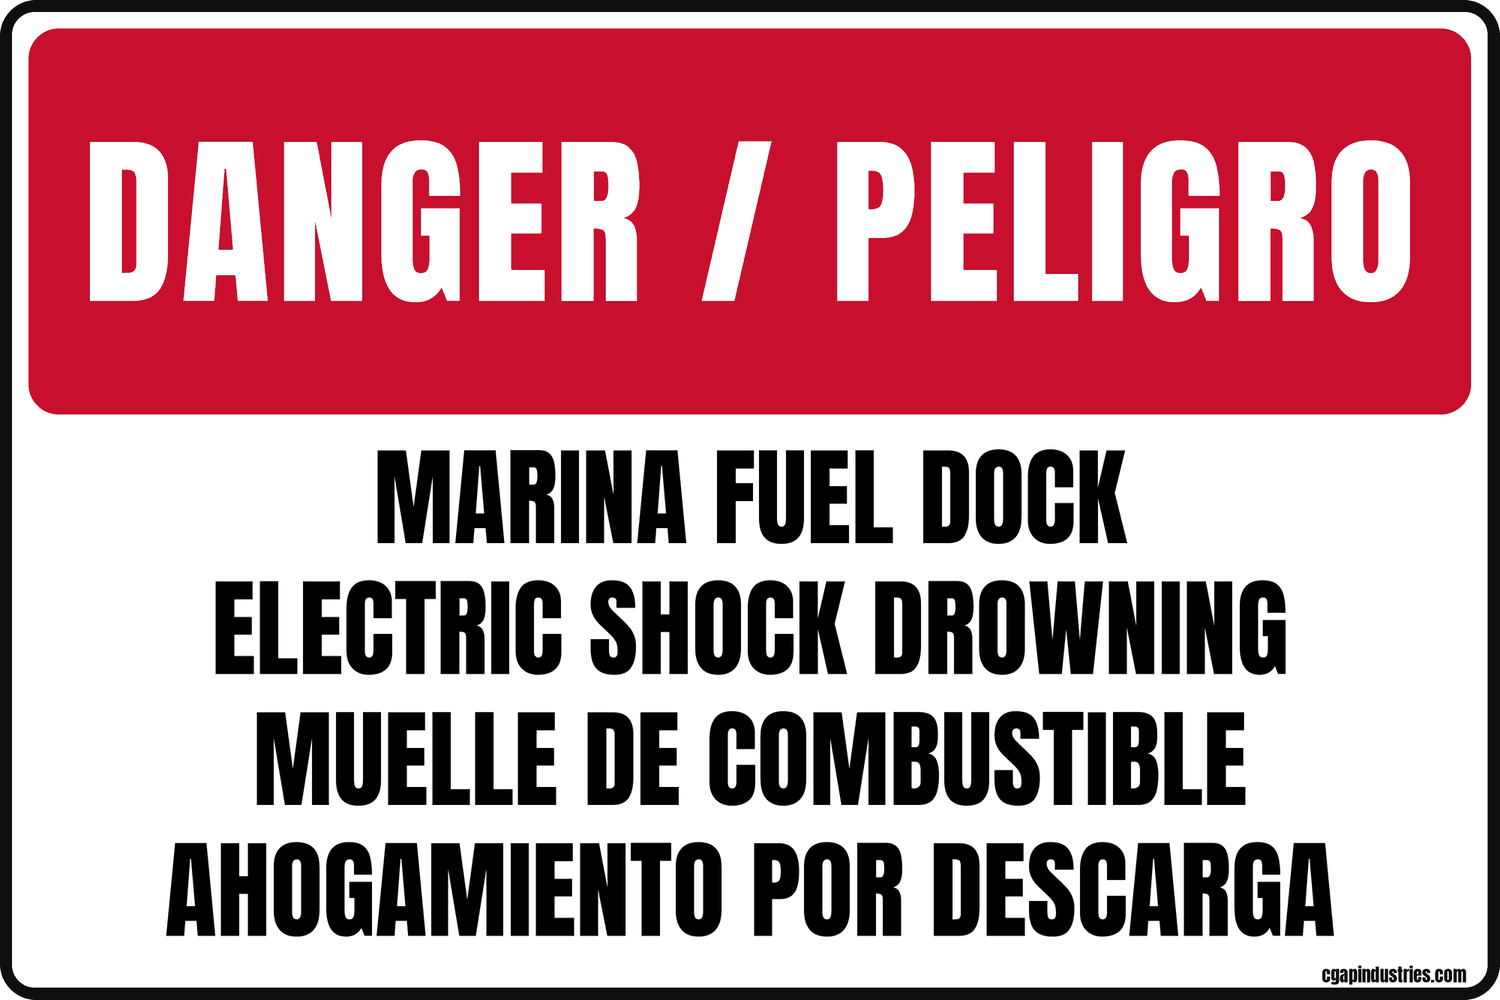 DANGER / PELIGRO
MARINA FUEL DOCK
ELECTRIC SHOCK DROWNING
MUELLE DE COMBUSTIBLE
AHOGAMIENTO POR DESCARGA
cgapindustries.com